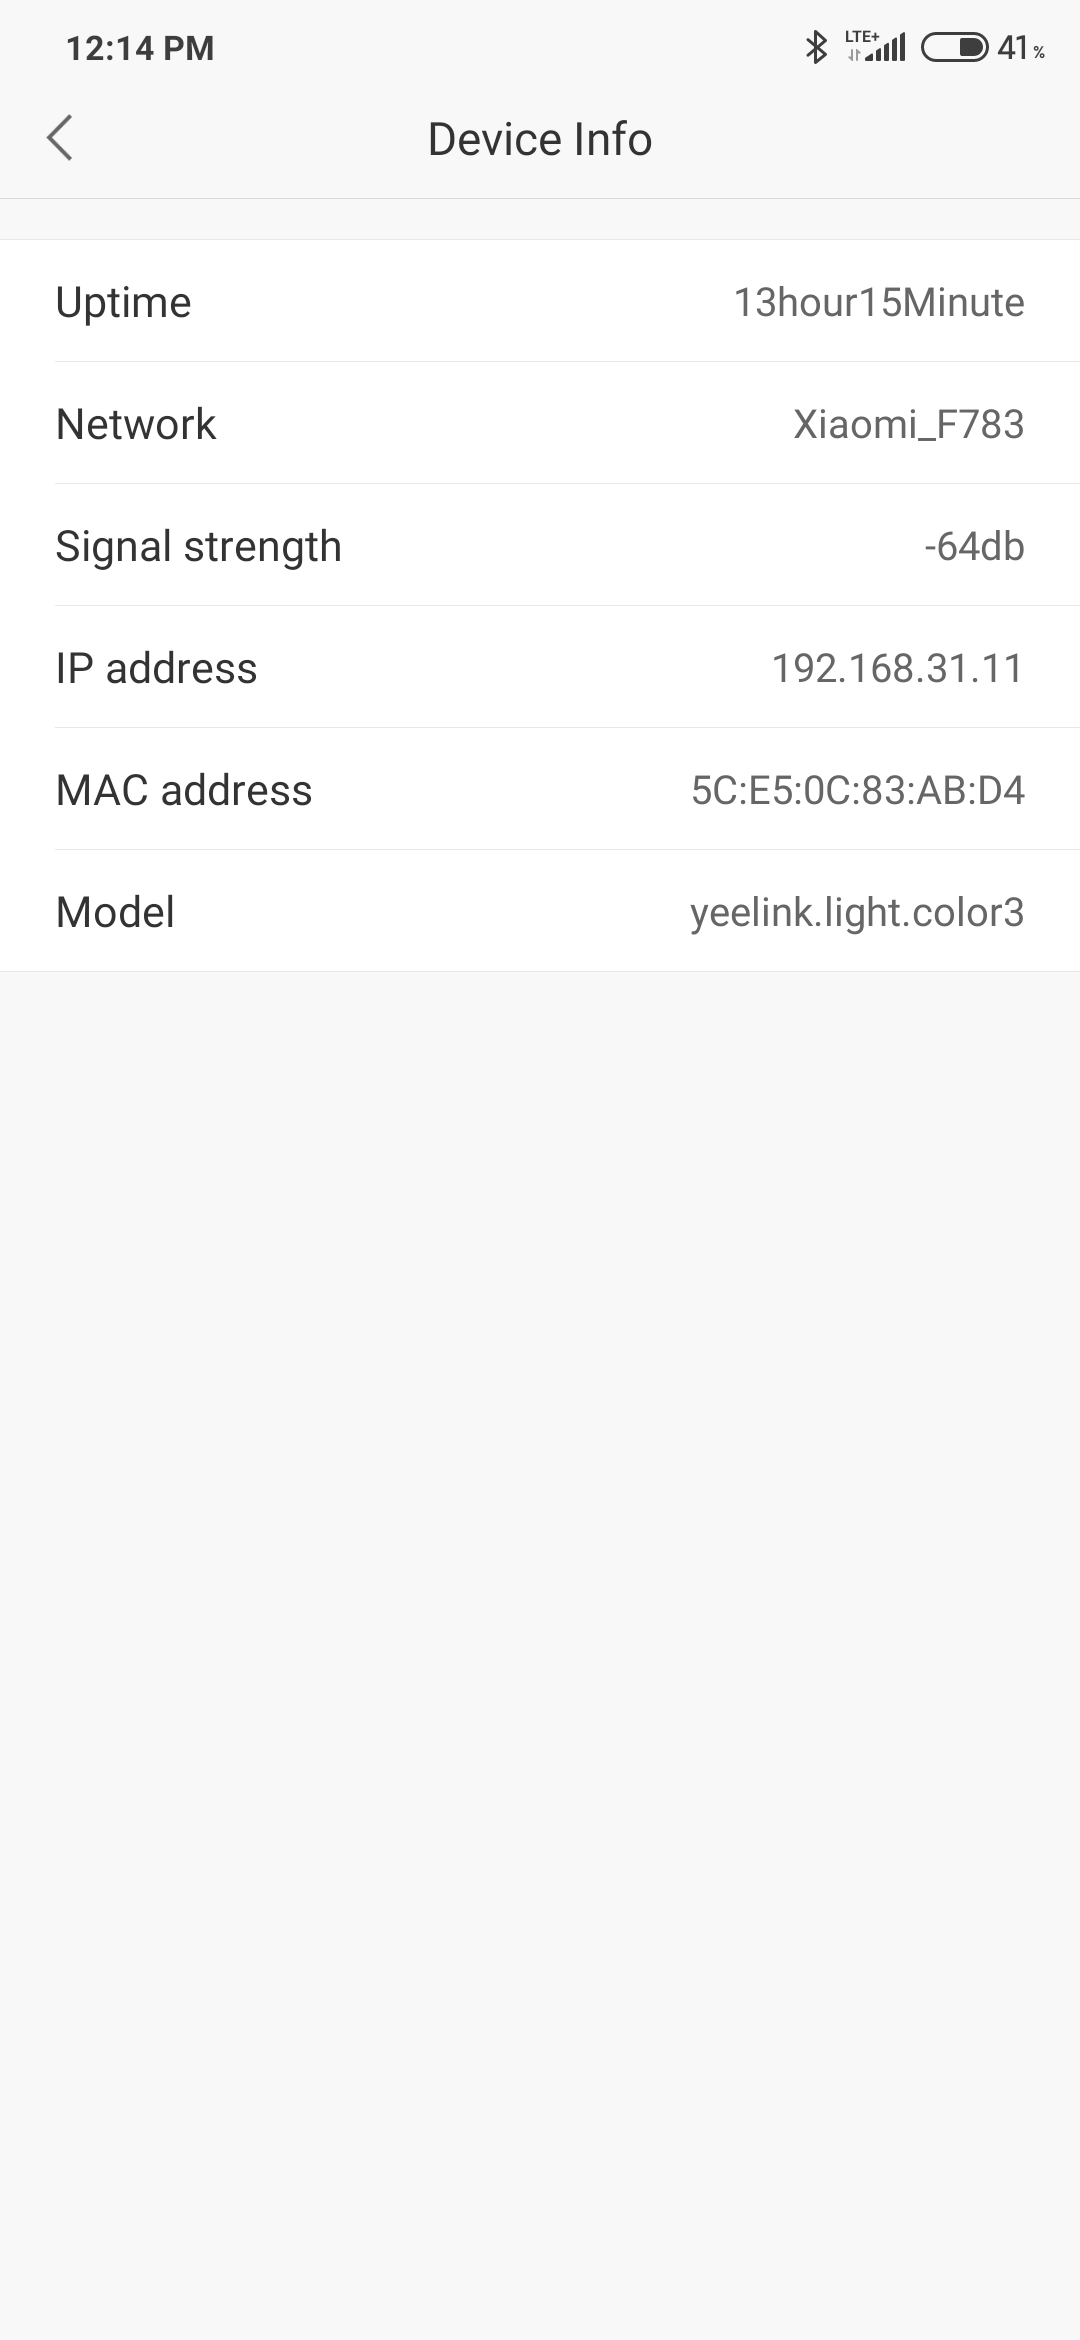 12:14 PM LTE+ 41%
Device Info
Uptime 13hour15Minute
Network Xiaomi_F783
Signal strength -64db
IP address 192.168.31.11
MAC address 5C:E5:0C:83:AB:D4
Model yeelink.light.color3